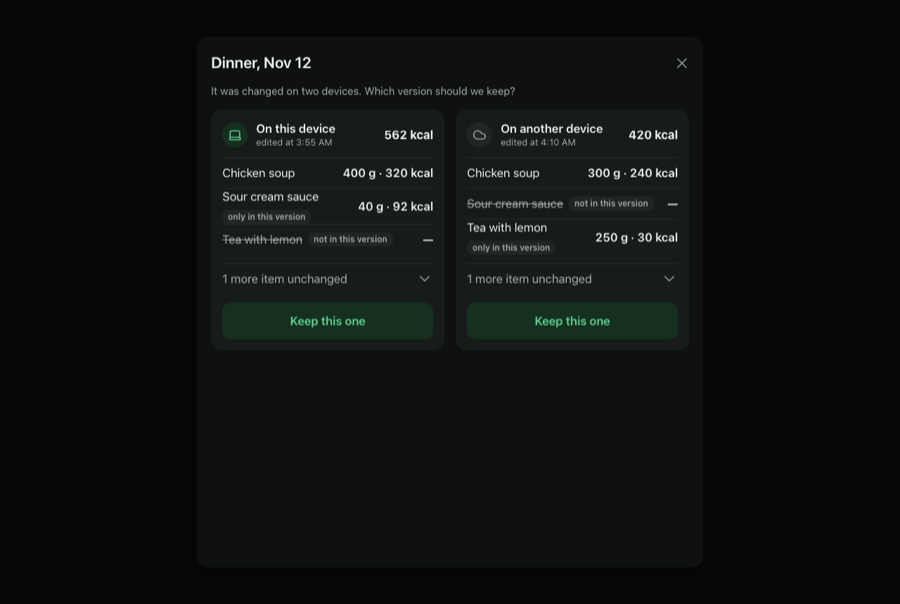 Dinner, Nov 12
It was changed on two devices. Which version should we keep?
On this device
edited at 3:55 AM
562 kcal
Chicken soup
400 g · 320 kcal
Sour cream sauce
only in this version
40 g · 92 kcal
Tea with lemon
not in this version
—
1 more item unchanged
Keep this one
On another device
edited at 4:10 AM
420 kcal
Chicken soup
300 g · 240 kcal
Sour cream sauce
not in this version
—
Tea with lemon
only in this version
250 g · 30 kcal
1 more item unchanged
Keep this one